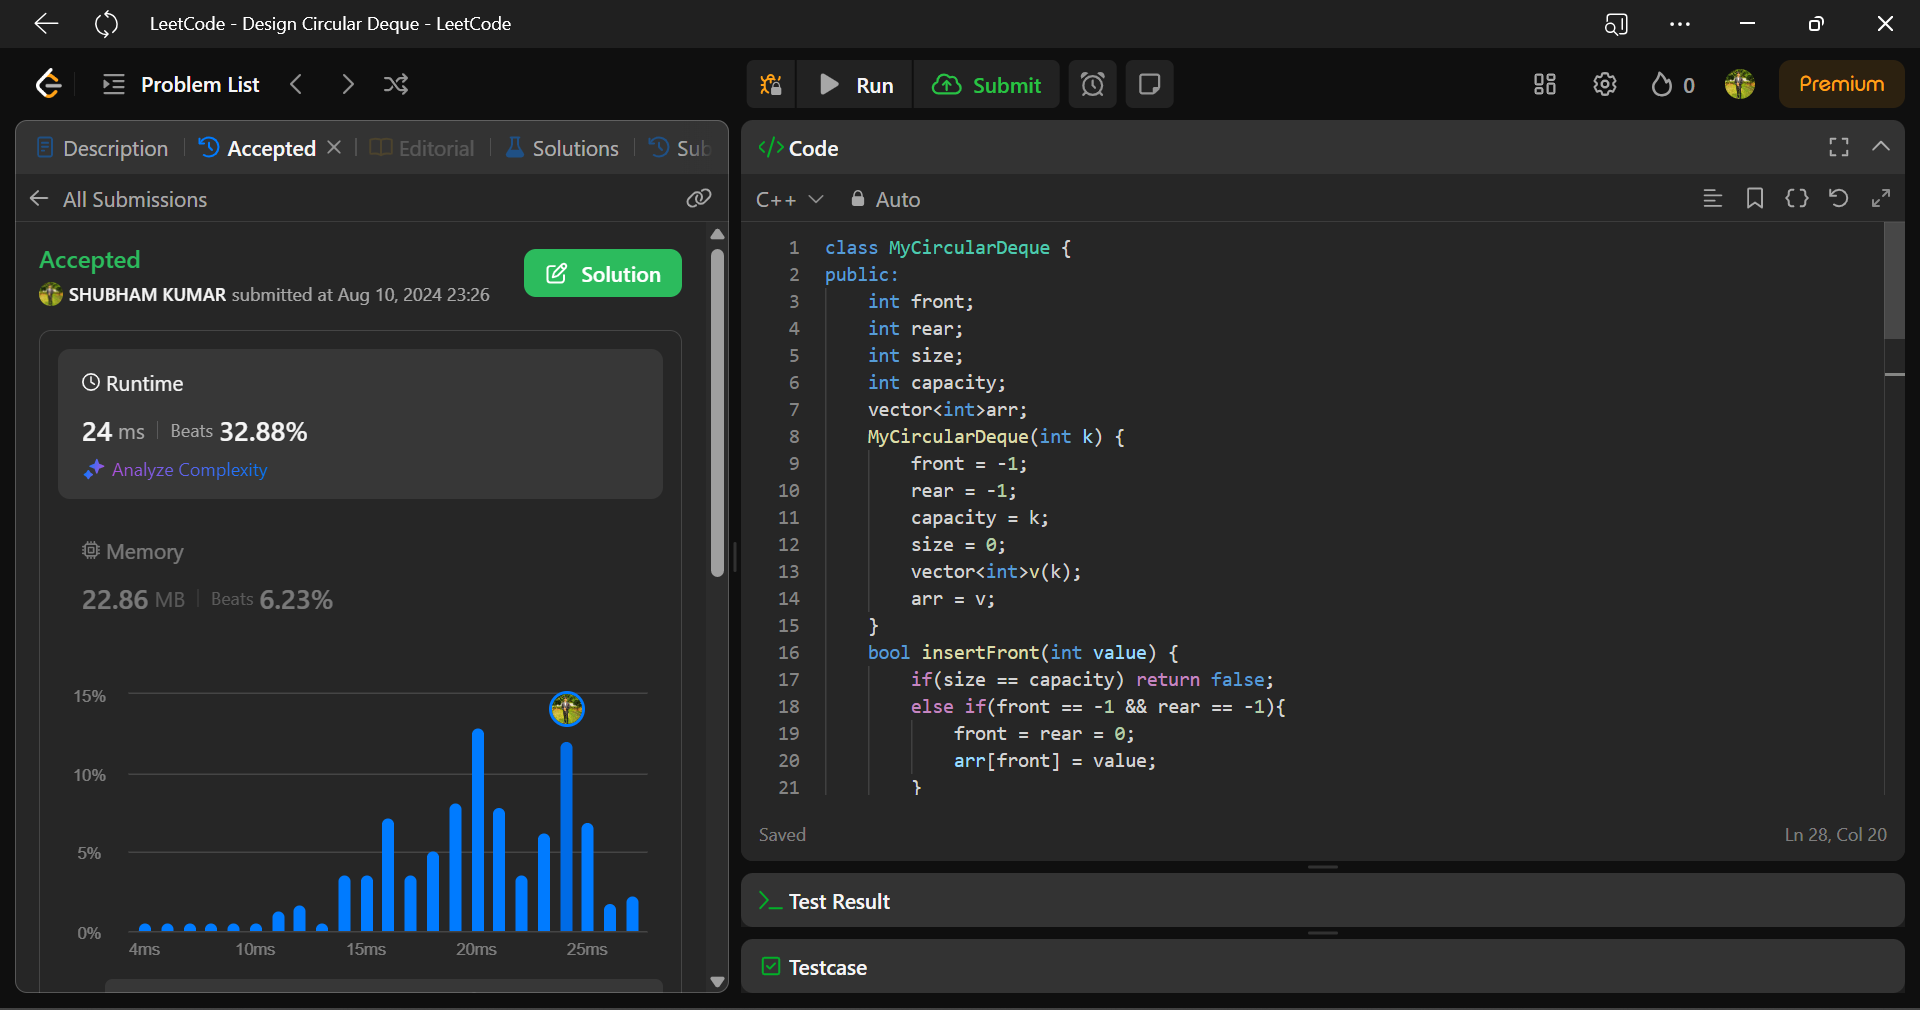 LeetCode - Design Circular Deque - LeetCode
Problem List
Run
Submit
0
Premium
Description
Accepted
Editorial
Solutions
Sub
All Submissions
Accepted
SHUBHAM KUMAR submitted at Aug 10, 2024 23:26
Solution
Runtime
24 ms | Beats 32.88%
Analyze Complexity
Memory
22.86 MB | Beats 6.23%
15%
10%
5%
0%
4ms 10ms 15ms 20ms 25ms
</> Code
C++ Auto
1 class MyCircularDeque {
2 public:
3 int front;
4 int rear;
5 int size;
6 int capacity;
7 vector<int>arr;
8 MyCircularDeque(int k) {
9 front = -1;
10 rear = -1;
11 capacity = k;
12 size = 0;
13 vector<int>v(k);
14 arr = v;
15 }
16 bool insertFront(int value) {
17 if(size == capacity) return false;
18 else if(front == -1 && rear == -1){
19 front = rear = 0;
20 arr[front] = value;
21 }
Saved
Ln 28, Col 20
Test Result
Testcase